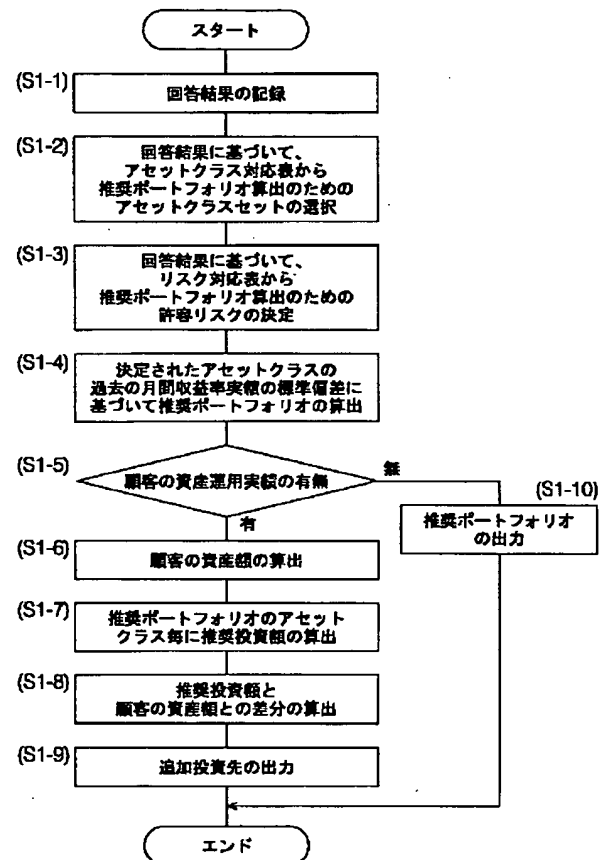 スタート
(S1-1)
回答結果の記録
(S1-2)
回答結果に基づいて、
アセットクラス対応表から
推奨ポートフォリオ算出のための
アセットクラスセットの選択
(S1-3)
回答結果に基づいて、
リスク対応表から
推奨ポートフォリオ算出のための
許容リスクの決定
(S1-4)
決定されたアセットクラスの
過去の月間収益率実績の標準偏差に
基づいて推奨ポートフォリオの算出
(S1-5)
顧客の資産運用実績の有無
無
有
(S1-10)
推奨ポートフォリオ
の出力
(S1-6)
顧客の資産額の算出
(S1-7)
推奨ポートフォリオのアセット
クラス毎に推奨投資額の算出
(S1-8)
推奨投資額と
顧客の資産額との差分の算出
(S1-9)
追加投資先の出力
エンド